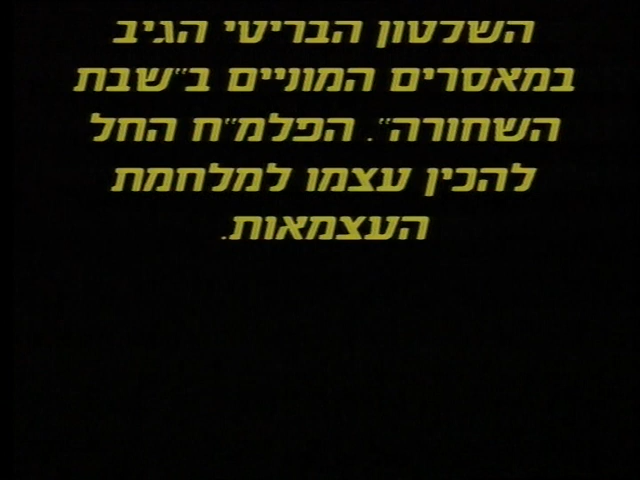 השלטון הבריטי הגיב
במאסרים המוניים ב"שבת
השחורה". הפלמ"ח החל
להכין עצמו למלחמת
העצמאות.